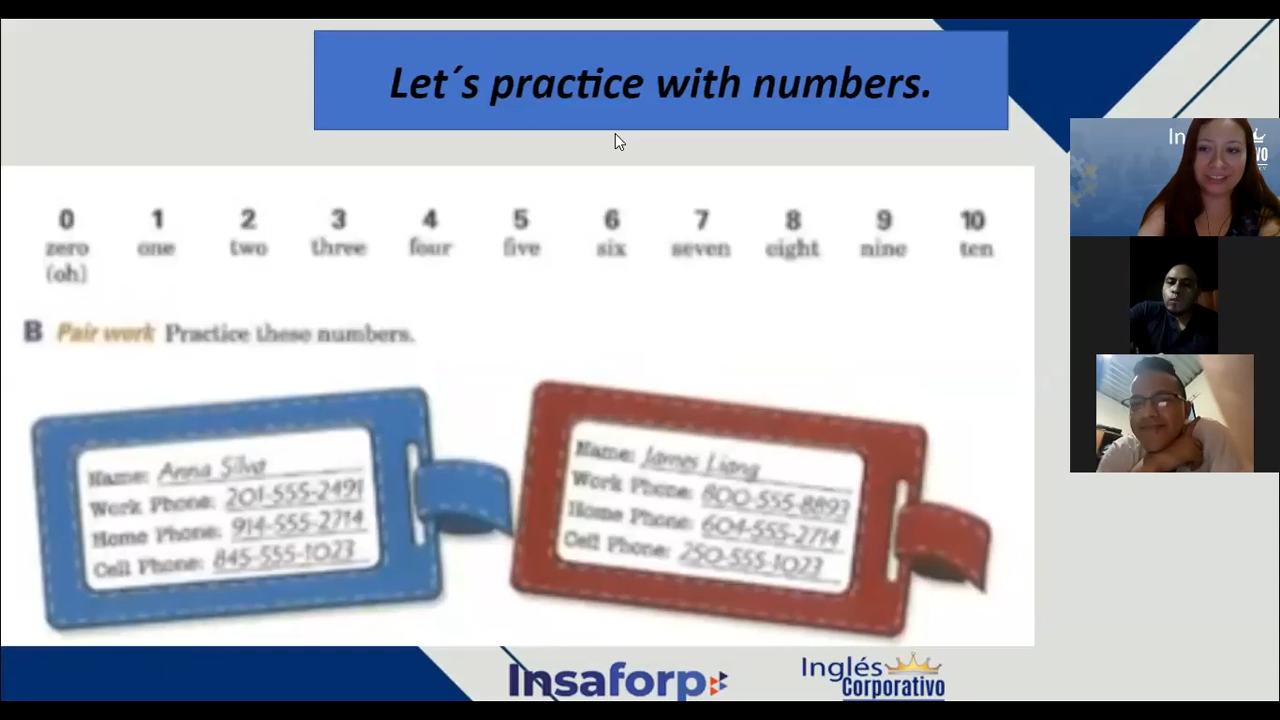 Let´s practice with numbers.
0 1 2 3 4 5 6 7 8 9 10
zero one two three four five six seven eight nine ten
(oh)
B Pair work Practice these numbers.
Name: Anna Silva
Work Phone: 201-555-2491
Home Phone: 914-555-2714
Cell Phone: 845-555-1023
Name: James Liang
Work Phone: 800-555-8893
Home Phone: 604-555-2714
Cell Phone: 250-555-1023
Insaforp
Inglés
Corporativo